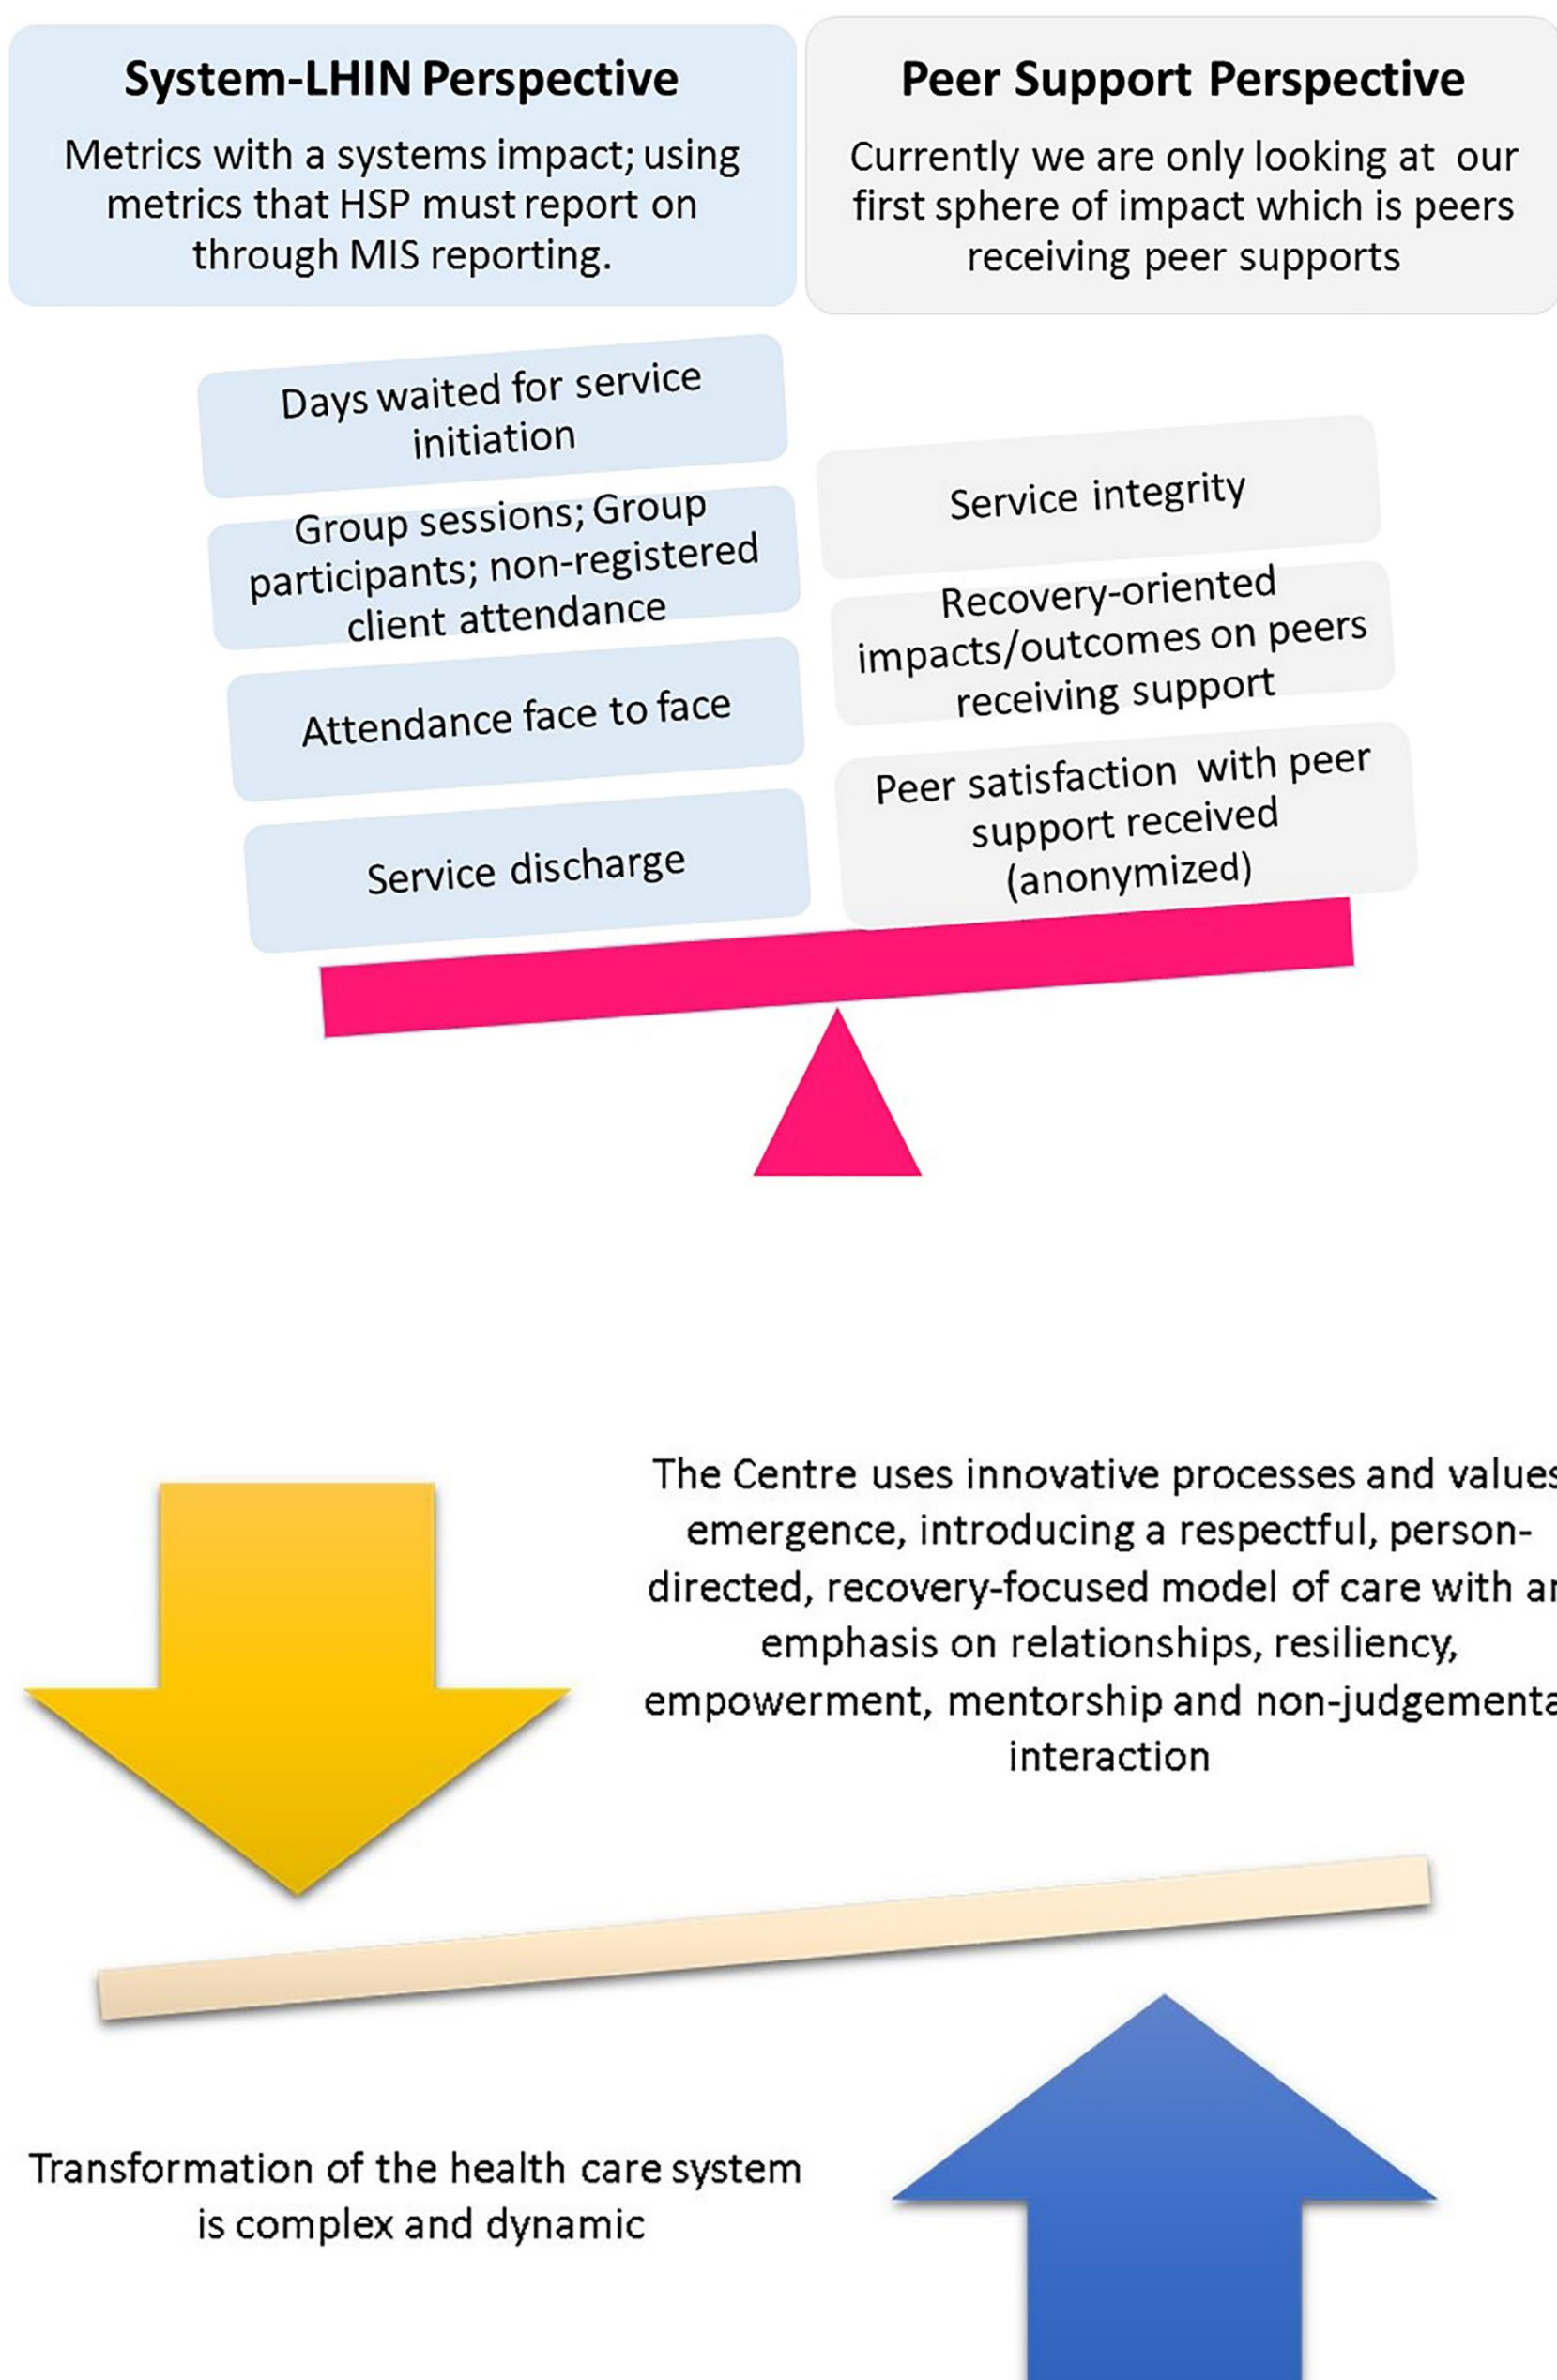 System-LHIN Perspective
Metrics with a systems impact; using
metrics that HSP must report on
through MIS reporting.
Peer Support Perspective
Currently we are only looking at our
first sphere of impact which is peers
receiving peer supports
Days waited for service
initiation
Group sessions; Group
participants; non-registered
client attendance
Attendance face to face
Service discharge
Service integrity
Recovery-oriented
impacts/outcomes on peers
receiving support
Peer satisfaction with peer
support received
(anonymized)
The Centre uses innovative processes and values
emergence, introducing a respectful, person-
directed, recovery-focused model of care with an
emphasis on relationships, resiliency,
empowerment, mentorship and non-judgementa
interaction
Transformation of the health care system
is complex and dynamic